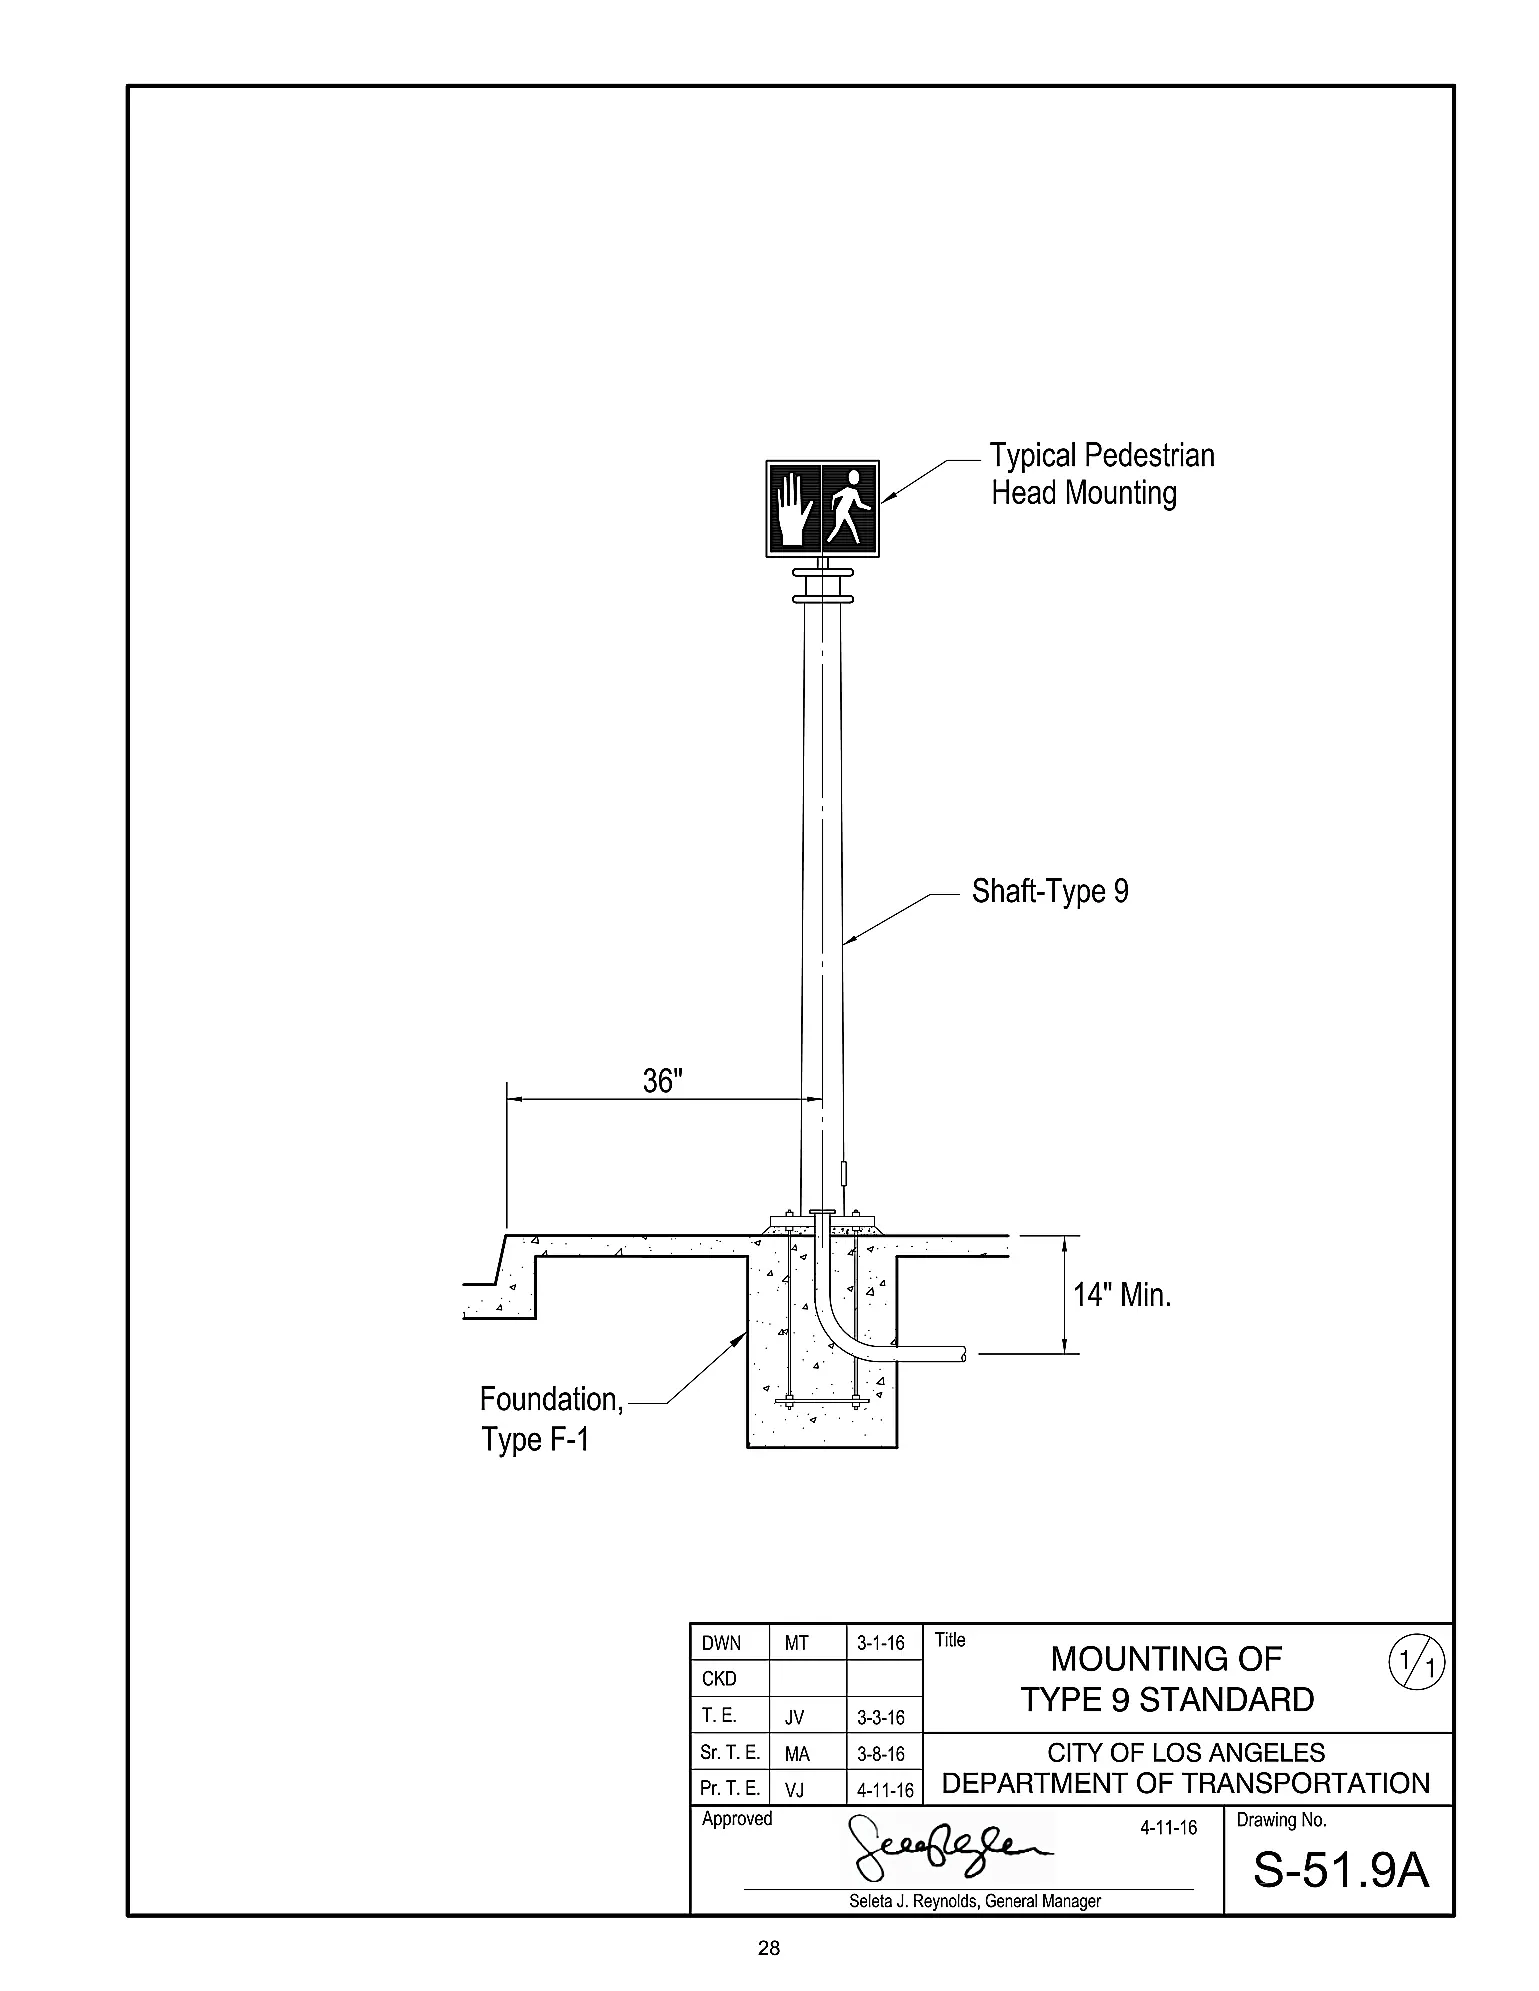 Typical Pedestrian
Head Mounting
Shaft-Type 9
36"
14" Min.
Foundation,
Type F-1
DWN MT 3-1-16
CKD
T. E. JV 3-3-16
Sr. T. E. MA 3-8-16
Pr. T. E. VJ 4-11-16
Title
MOUNTING OF
TYPE 9 STANDARD
1/1
CITY OF LOS ANGELES
DEPARTMENT OF TRANSPORTATION
Approved
4-11-16
Seleta J. Reynolds, General Manager
Drawing No.
S-51.9A
28